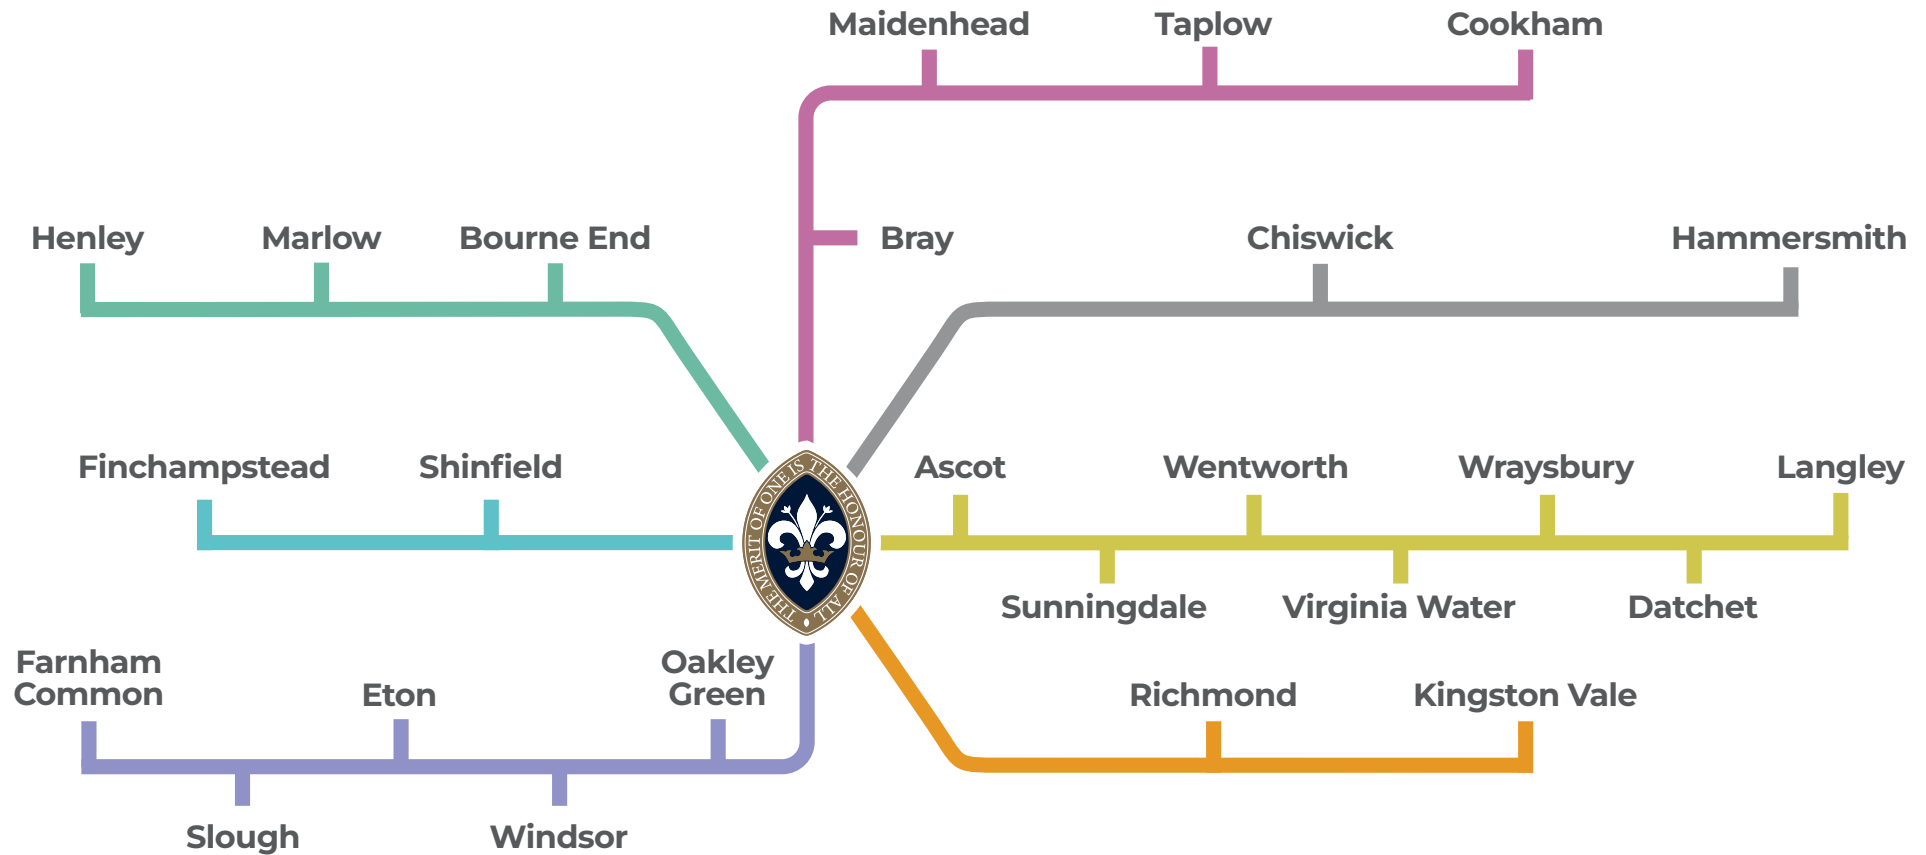 Maidenhead
Taplow
Cookham
Henley
Marlow
Bourne End
Bray
Chiswick
Hammersmith
Finchampstead
Shinfield
THE MERIT OF ONE IS THE HONOUR OF ALL
Ascot
Wentworth
Wraysbury
Langley
Sunningdale
Virginia Water
Datchet
Farnham
Common
Eton
Oakley
Green
Richmond
Kingston Vale
Slough
Windsor